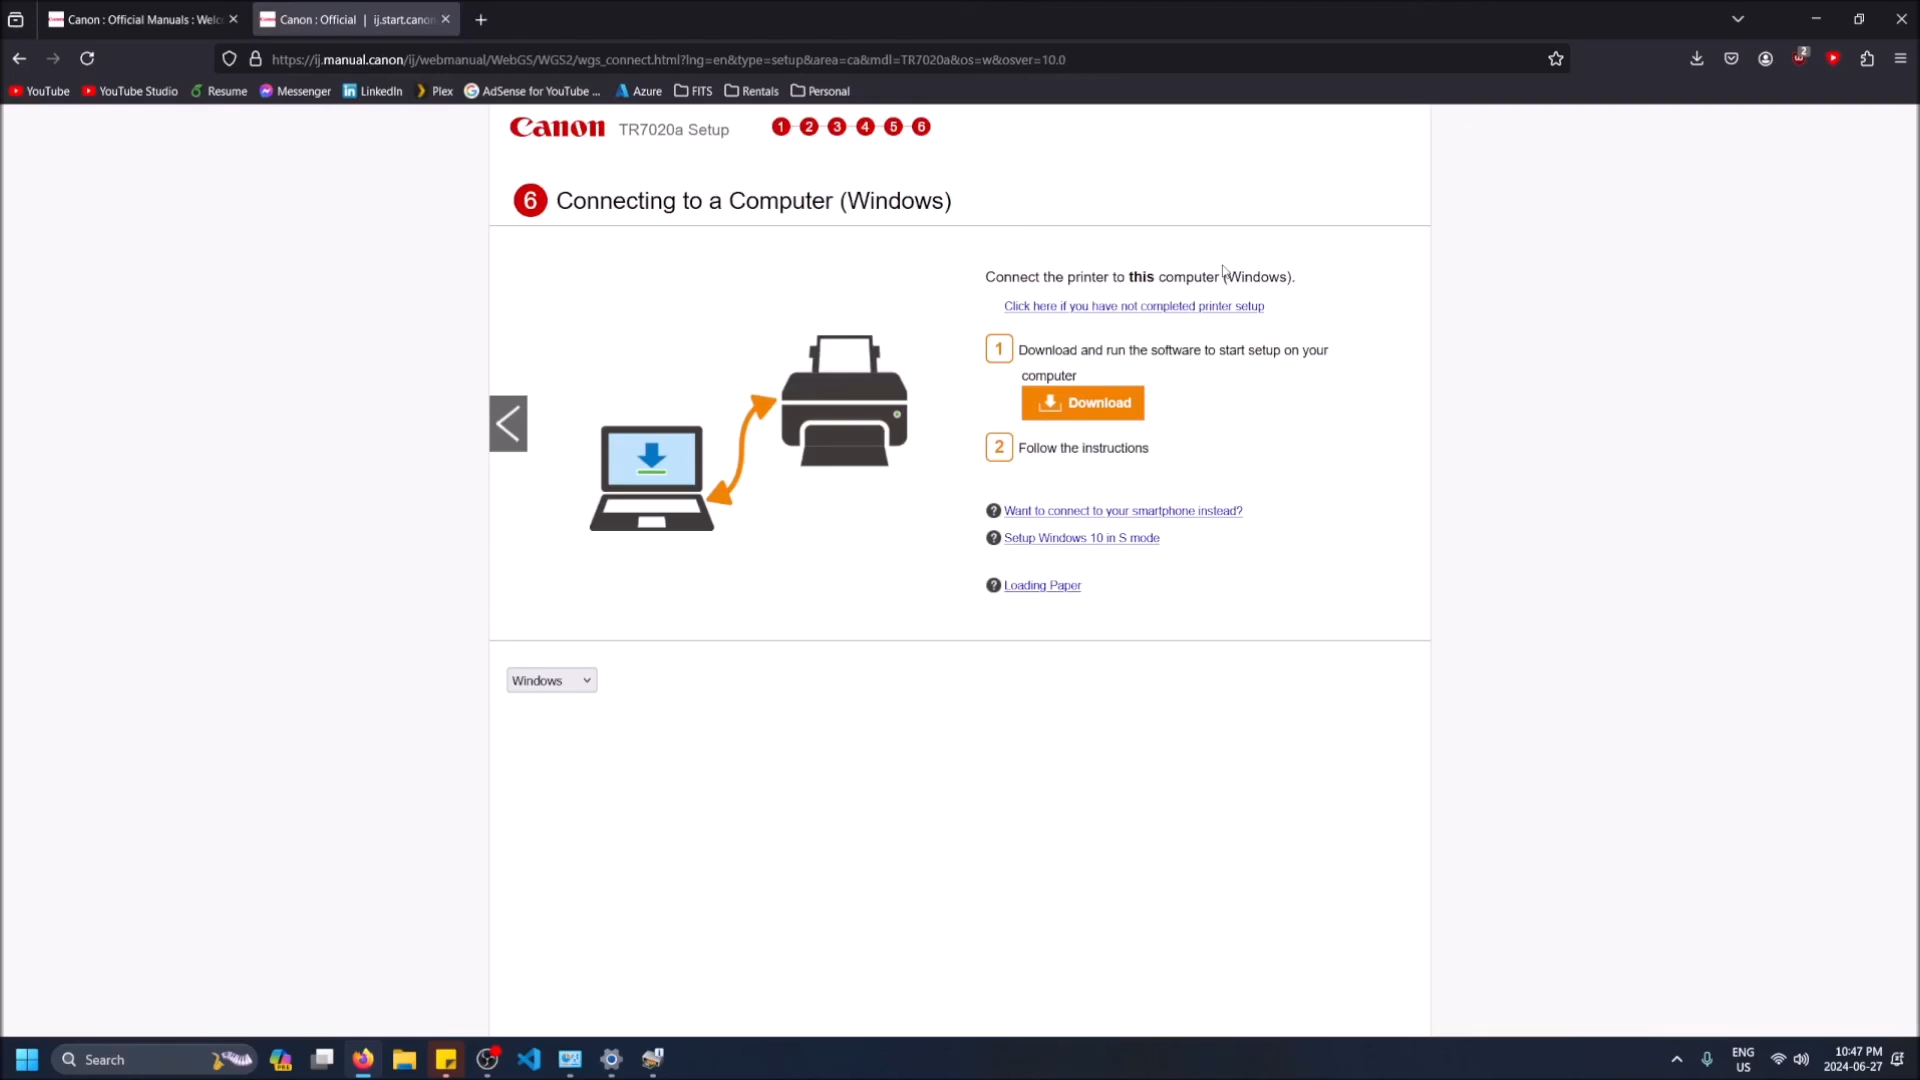 Canon : Official Manuals : Welc
Canon : Official | ij.start.canon
https://ij.manual.canon/ij/webmanual/WebGS/WGS2/wgs_connect.html?lng=en&type=setup&area=ca&mdl=TR7020a&os=w&osver=10.0
2
YouTube YouTube Studio Resume Messenger LinkedIn Plex AdSense for YouTube ... Azure FITS Rentals Personal
Canon TR7020a Setup 1 2 3 4 5 6
6 Connecting to a Computer (Windows)
Connect the printer to this computer (Windows).
Click here if you have not completed printer setup
1 Download and run the software to start setup on your
computer
Download
2 Follow the instructions
? Want to connect to your smartphone instead?
? Setup Windows 10 in S mode
? Loading Paper
Windows
Search
PRE
ENG
US
10:47 PM
2024-06-27